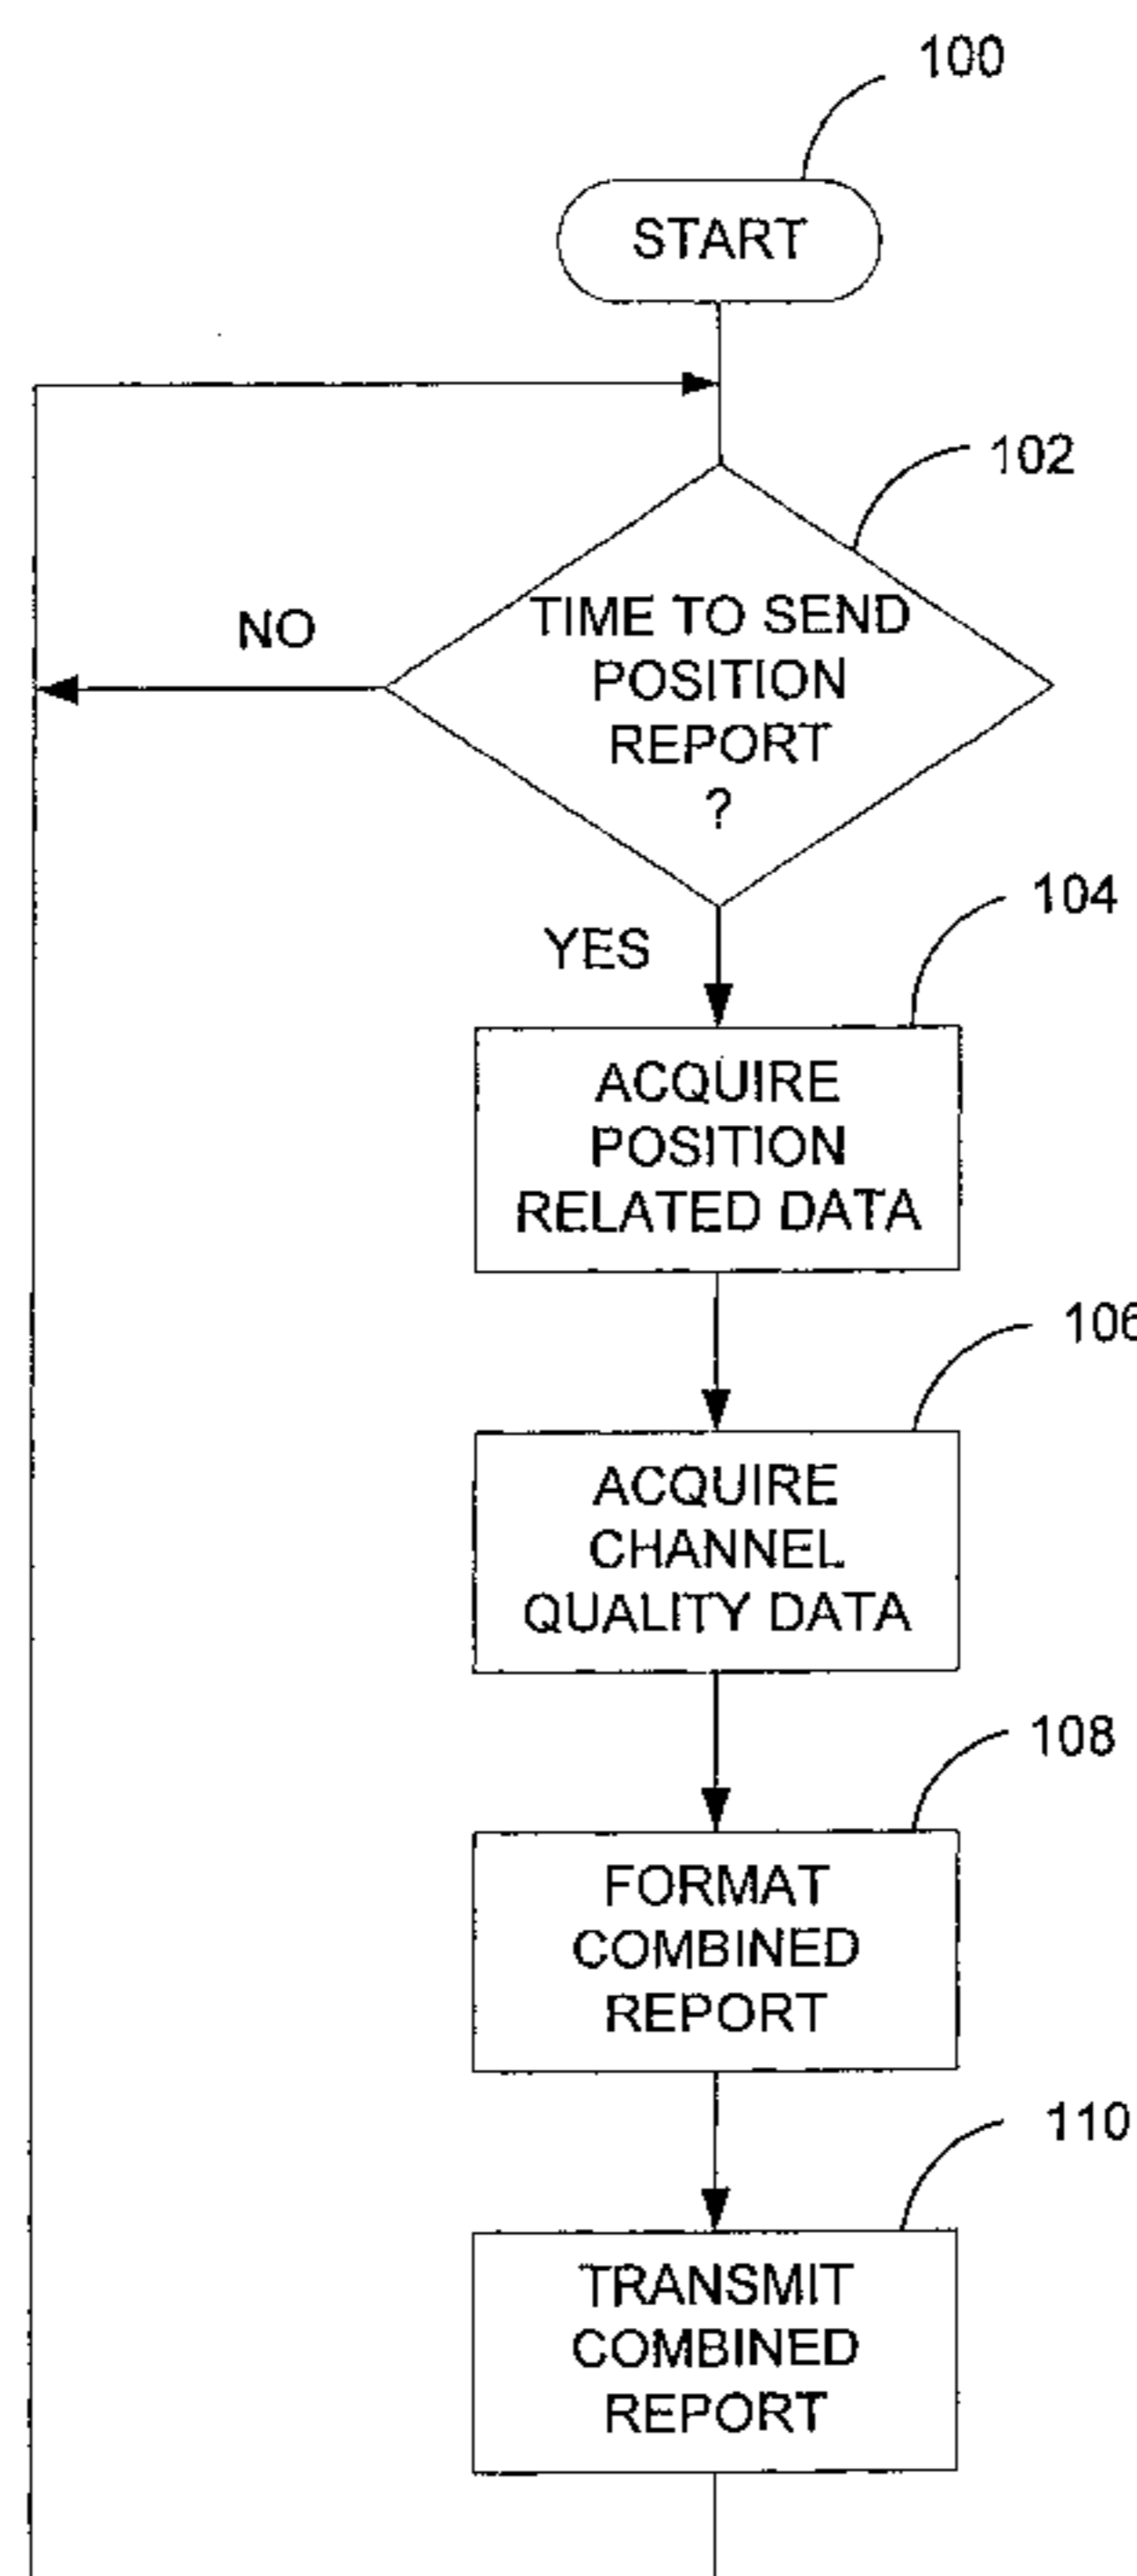 100
START
102
NO
TIME TO SEND
POSITION
REPORT
?
YES
104
ACQUIRE
POSITION
RELATED DATA
106
ACQUIRE
CHANNEL
QUALITY DATA
108
FORMAT
COMBINED
REPORT
110
TRANSMIT
COMBINED
REPORT